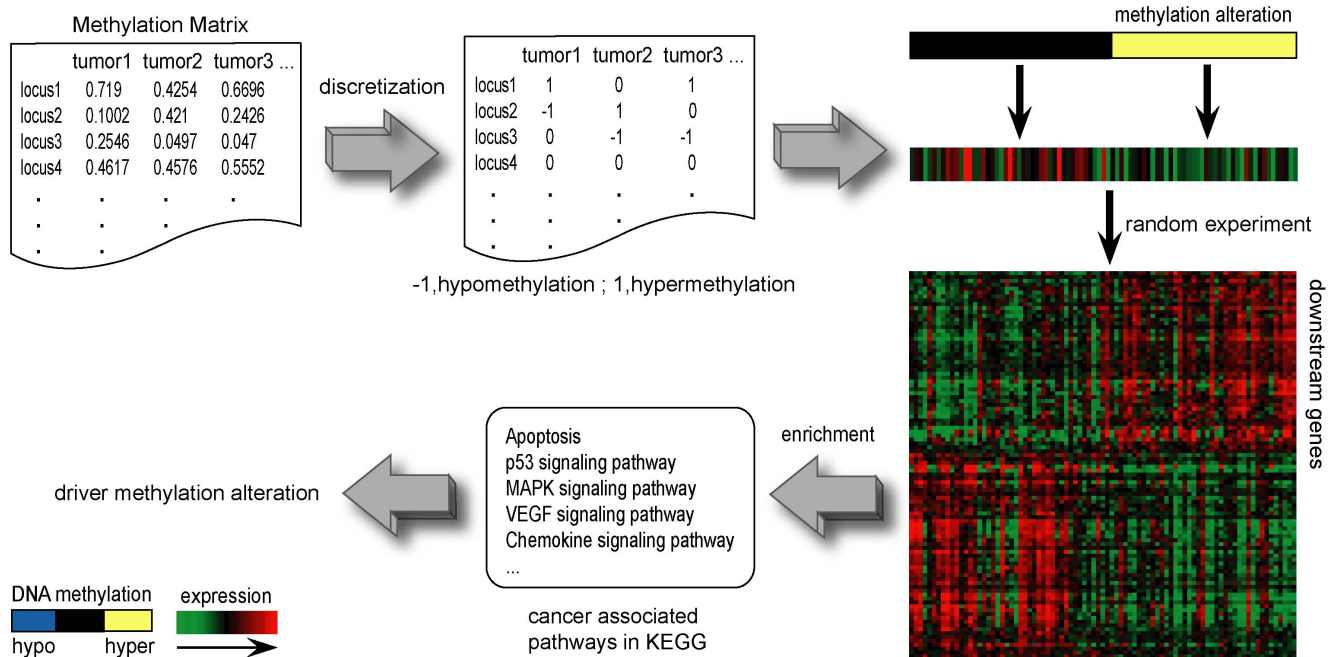 Methylation Matrix
tumor1 tumor2 tumor3 ...
locus1 0.719 0.4254 0.6696
locus2 0.1002 0.421 0.2426
locus3 0.2546 0.0497 0.047
locus4 0.4617 0.4576 0.5552
. . .
. .
. .
discretization
tumor1 tumor2 tumor3 ...
locus1 1 0 1
locus2 -1 1 0
locus3 0 -1 -1
locus4 0 0 0
. . .
. .
. .
-1,hypomethylation ; 1,hypermethylation
methylation alteration
random experiment
downstream genes
enrichment
Apoptosis
p53 signaling pathway
MAPK signaling pathway
VEGF signaling pathway
Chemokine signaling pathway
...
cancer associated
pathways in KEGG
driver methylation alteration
DNA methylation
hypo hyper
expression